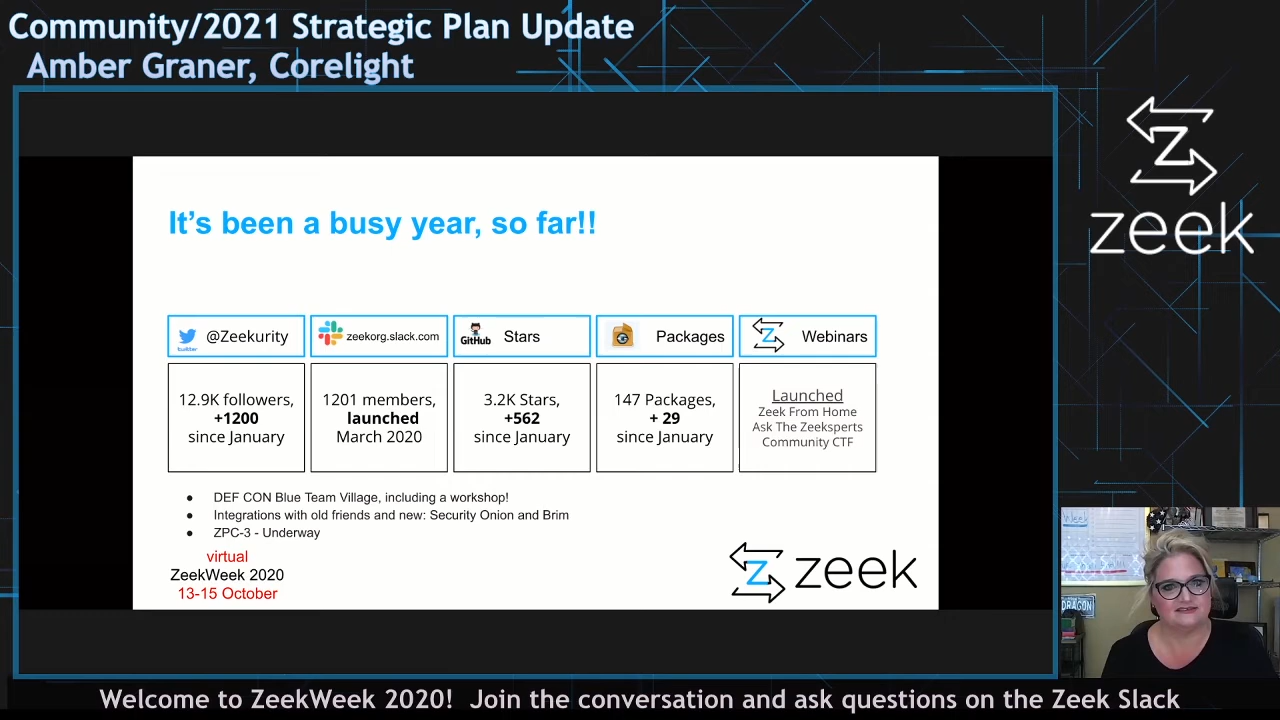 Community/2021 Strategic Plan Update
Amber Graner, Corelight
zeek
It's been a busy year, so far!!
twitter @Zeekurity
zeekorg.slack.com
GitHub Stars
Packages
Webinars
12.9K followers,
+1200
since January
1201 members,
launched
March 2020
3.2K Stars,
+562
since January
147 Packages,
+ 29
since January
Launched
Zeek From Home
Ask The Zeeksperts
Community CTF
● DEF CON Blue Team Village, including a workshop!
● Integrations with old friends and new: Security Onion and Brim
● ZPC-3 - Underway
virtual
ZeekWeek 2020
13-15 October
zeek
DRAGON
Welcome to ZeekWeek 2020! Join the conversation and ask questions on the Zeek Slack